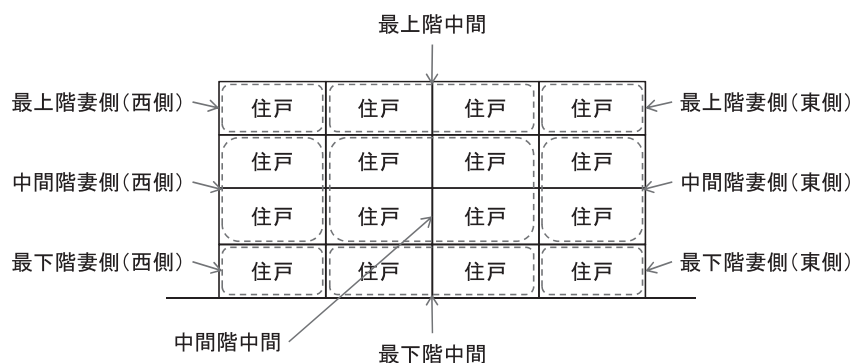 最上階中間
最上階妻側（西側） 住戸 住戸 住戸 住戸 最上階妻側（東側）
住戸 住戸 住戸 住戸
中間階妻側（西側） 中間階妻側（東側）
住戸 住戸 住戸 住戸
最下階妻側（西側） 住戸 住戸 住戸 住戸 最下階妻側（東側）
中間階中間
最下階中間